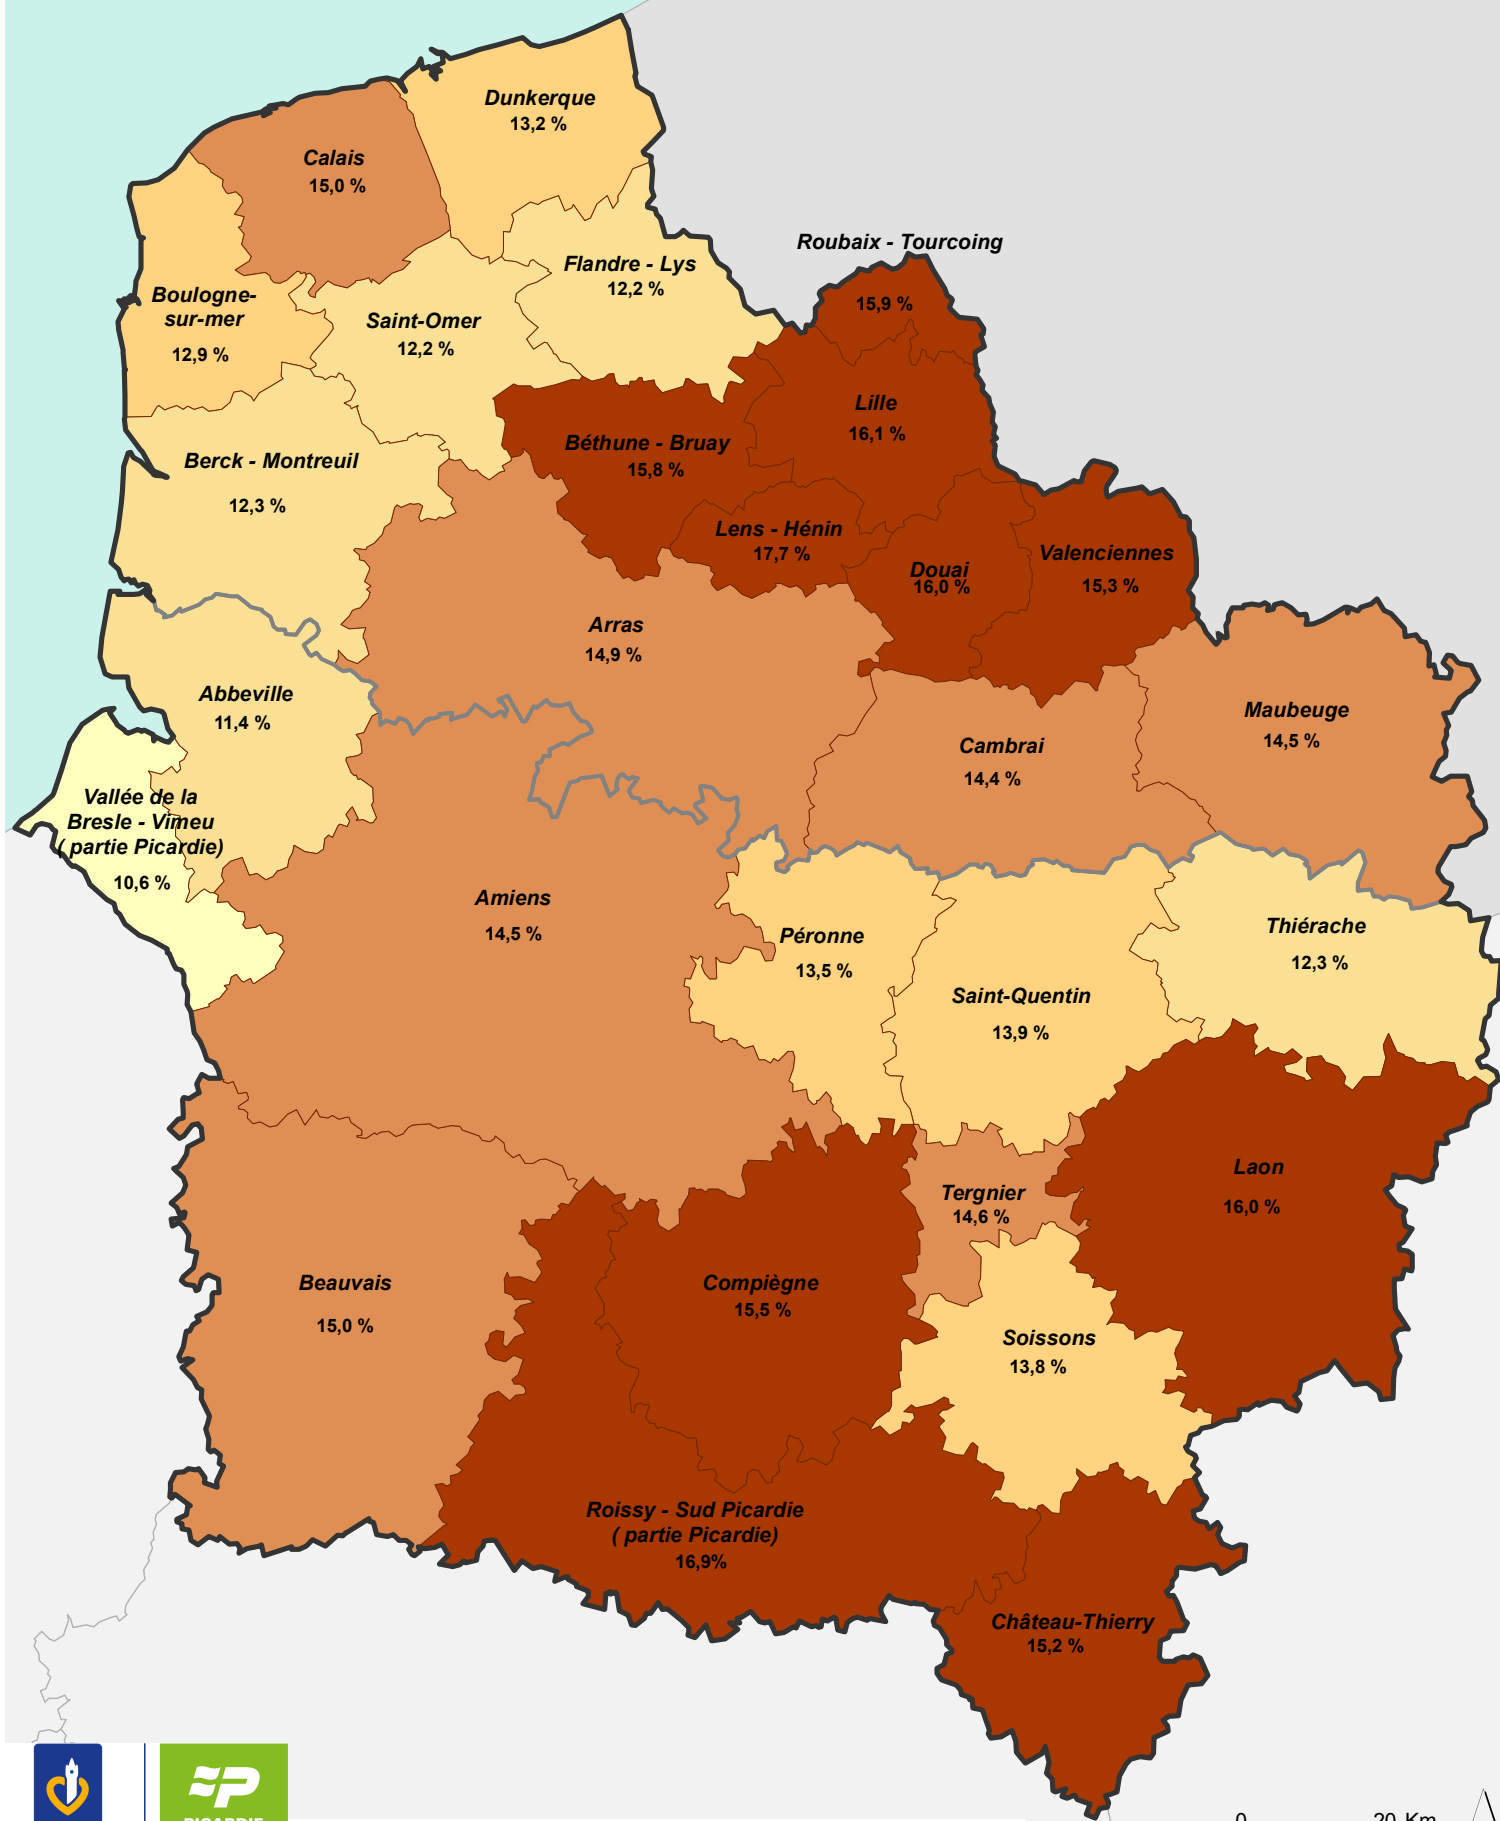 Dunkerque
13,2 %
Calais
15,0 %
Roubaix - Tourcoing
15,9 %
Flandre - Lys
12,2 %
Boulogne-
sur-mer
12,9 %
Saint-Omer
12,2 %
Lille
16,1 %
Béthune - Bruay
15,8 %
Berck - Montreuil
12,3 %
Lens - Hénin
17,7 %
Douai
16,0 %
Valenciennes
15,3 %
Arras
14,9 %
Abbeville
11,4 %
Maubeuge
14,5 %
Cambrai
14,4 %
Vallée de la
Bresle - Vimeu
( partie Picardie)
10,6 %
Amiens
14,5 %
Péronne
13,5 %
Thiérache
12,3 %
Saint-Quentin
13,9 %
Laon
16,0 %
Tergnier
14,6 %
Beauvais
15,0 %
Compiègne
15,5 %
Soissons
13,8 %
Roissy - Sud Picardie
( partie Picardie)
16,9%
Château-Thierry
15,2 %
PICARDIE
0 20 Km